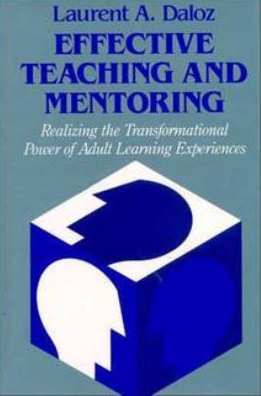 Laurent A. Daloz
EFFECTIVE
TEACHING AND
MENTORING
Realizing the Transformational
Power of Adult Learning Experiences